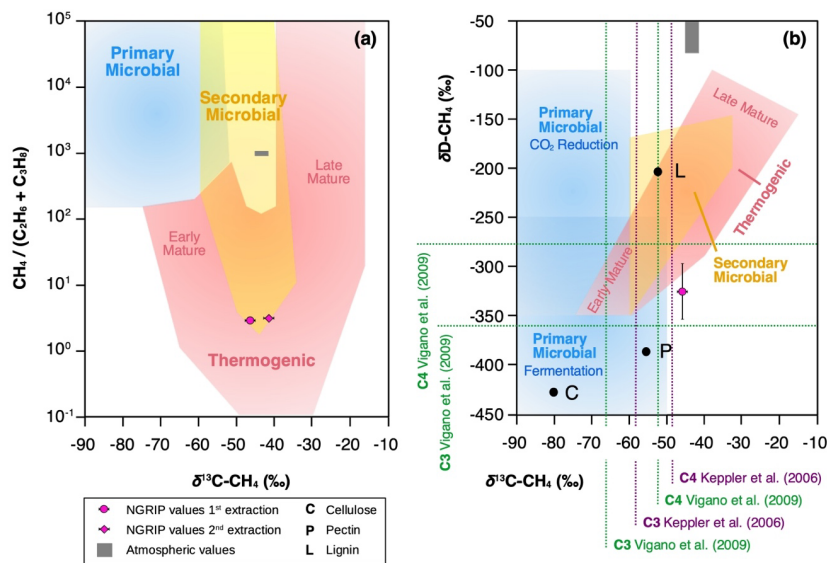 (a)
10⁵
10⁴
10³
10²
10¹
10⁰
10⁻¹
CH₄ / (C₂H₆ + C₃H₈)
Primary
Microbial
Secondary
Microbial
Late
Mature
Early
Mature
Thermogenic
-90 -80 -70 -60 -50 -40 -30 -20 -10
δ¹³C-CH₄ (‰)
NGRIP values 1ˢᵗ extraction
NGRIP values 2ⁿᵈ extraction
Atmospheric values
C Cellulose
P Pectin
L Lignin
(b)
-50
-100
-150
-200
-250
-300
-350
-400
-450
δD-CH₄ (‰)
Primary
Microbial
CO₂ Reduction
Late Mature
L
Thermogenic
Early Mature
Secondary
Microbial
Primary
Microbial
Fermentation
P
C
C4 Vigano et al. (2009)
C3 Vigano et al. (2009)
-90 -80 -70 -60 -50 -40 -30 -20 -10
δ¹³C-CH₄ (‰)
C4 Keppler et al. (2006)
C4 Vigano et al. (2009)
C3 Keppler et al. (2006)
C3 Vigano et al. (2009)